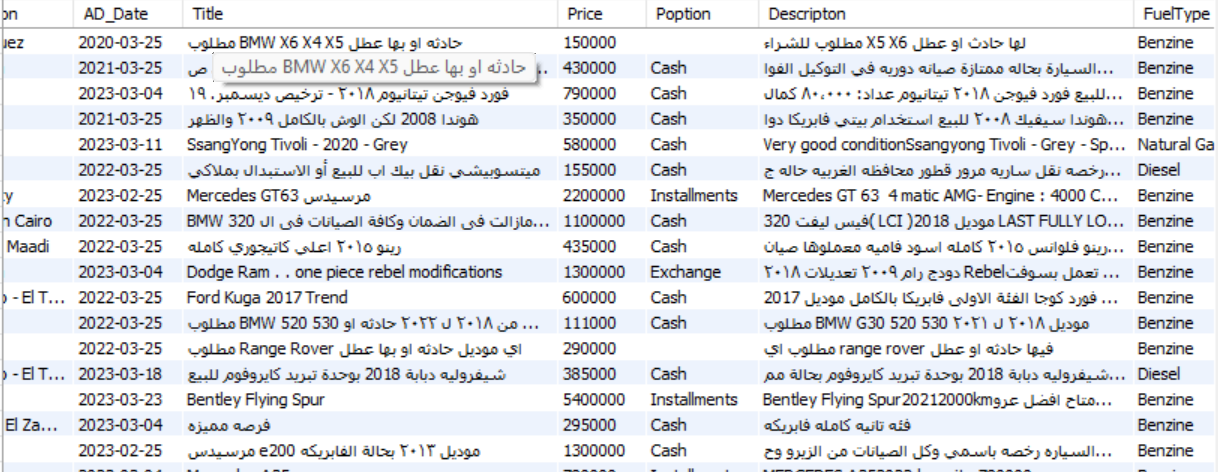 on AD_Date Title Price Poption Descripton FuelType
uez 2020-03-25 مطلوب BMW X6 X4 X5 حادثه او بها عطل 150000 لها حادث او عطل X5 X6 مطلوب للشراء Benzine
2021-03-25 ص ... 430000 Cash السيارة بحاله ممتازة صيانه دوريه في التوكيل الفوا... Benzine
مطلوب BMW X6 X4 X5 حادثه او بها عطل
2023-03-04 فورد فيوجن تيتانيوم ٢٠١٨ - ترخيص ديسمبر. ١٩ 790000 Cash للبيع فورد فيوجن ٢٠١٨ تيتانيوم عداد: ٨٠،٠٠٠ كمال... Benzine
2021-03-25 هوندا 2008 لكن الوش بالكامل ٢٠٠٩ والظهر 350000 Cash هوندا سيفيك ٢٠٠٨ للبيع استخدام بيتي فابريكا دوا... Benzine
2023-03-11 SsangYong Tivoli - 2020 - Grey 580000 Cash Very good conditionSsangyong Tivoli - Grey - Sp... Natural Ga
2022-03-25 ميتسوبيشي نقل بيك اب للبيع أو الاستبدال بملاكي 155000 Cash رخصه نقل ساريه مرور قطور محافظه الغربيه حاله ج... Diesel
y 2023-02-25 Mercedes GT63 مرسيدس 2200000 Installments Mercedes GT 63 4 matic AMG- Engine : 4000 C... Benzine
n Cairo 2022-03-25 BMW 320 مازالت فى الضمان وكافة الصيانات فى ال... 1100000 Cash 320 فيس ليفت( LCI )2018 موديل LAST FULLY LO... Benzine
Maadi 2022-03-25 رينو ٢٠١٥ اعلي كاتيجوري كامله 435000 Cash رينو فلوانس ٢٠١٥ كامله اسود فاميه معملوها صيان... Benzine
2023-03-04 Dodge Ram . . one piece rebel modifications 1300000 Exchange دودج رام ٢٠٠٩ تعديلات ٢٠١٨ Rebelتعمل بسوفت ... Benzine
o - El T... 2022-03-25 Ford Kuga 2017 Trend 600000 Cash فورد كوجا الفئة الاولى فابريكا بالكامل موديل 2017 ... Benzine
2022-03-25 مطلوب BMW 520 530 حادثه او ٢٠٢٢ ل ٢٠١٨ من ... 111000 Cash مطلوب BMW G30 520 530 ٢٠٢١ ل ٢٠١٨ موديل Benzine
2022-03-25 مطلوب Range Rover اي موديل حادثه او بها عطل 290000 مطلوب اي range rover فيها حادثه او عطل Benzine
o - El T... 2023-03-18 شيفروليه دبابة 2018 بوحدة تبريد كايروفوم للبيع 385000 Cash شيفروليه دبابة 2018 بوحدة تبريد كايروفوم بحالة مم... Diesel
2023-03-23 Bentley Flying Spur 5400000 Installments Bentley Flying Spur20212000kmمتاح افضل عرو... Benzine
El Za... 2023-03-04 فرصه مميزه 295000 Cash فئه تانيه كامله فابريكه Benzine
2023-02-25 مرسيدس e200 موديل ٢٠١٣ بحالة الفابريكه 1300000 Cash السياره رخصه باسمي وكل الصيانات من الزيرو وح... Benzine